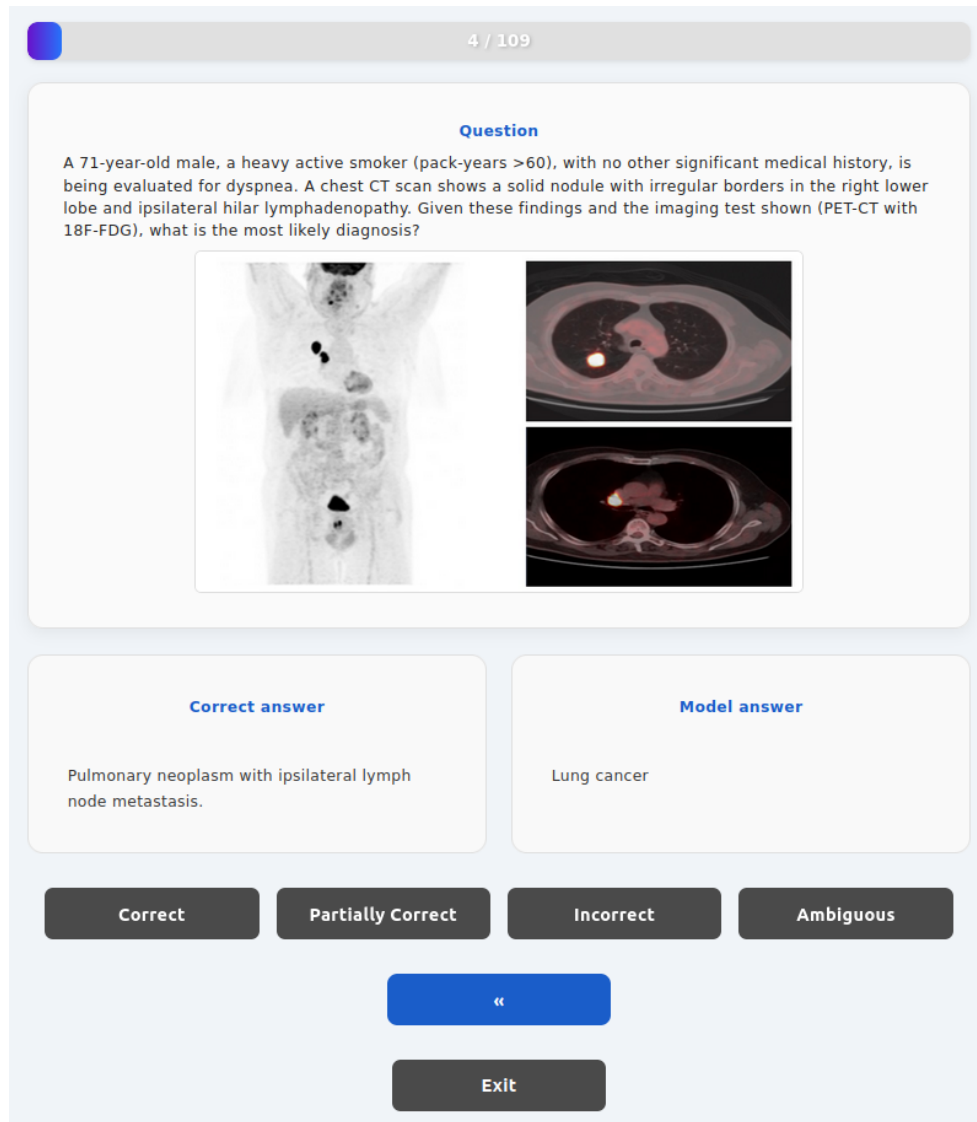 4 / 109
Question
A 71-year-old male, a heavy active smoker (pack-years >60), with no other significant medical history, is
being evaluated for dyspnea. A chest CT scan shows a solid nodule with irregular borders in the right lower
lobe and ipsilateral hilar lymphadenopathy. Given these findings and the imaging test shown (PET-CT with
18F-FDG), what is the most likely diagnosis?
Correct answer
Pulmonary neoplasm with ipsilateral lymph
node metastasis.
Model answer
Lung cancer
Correct
Partially Correct
Incorrect
Ambiguous
«
Exit